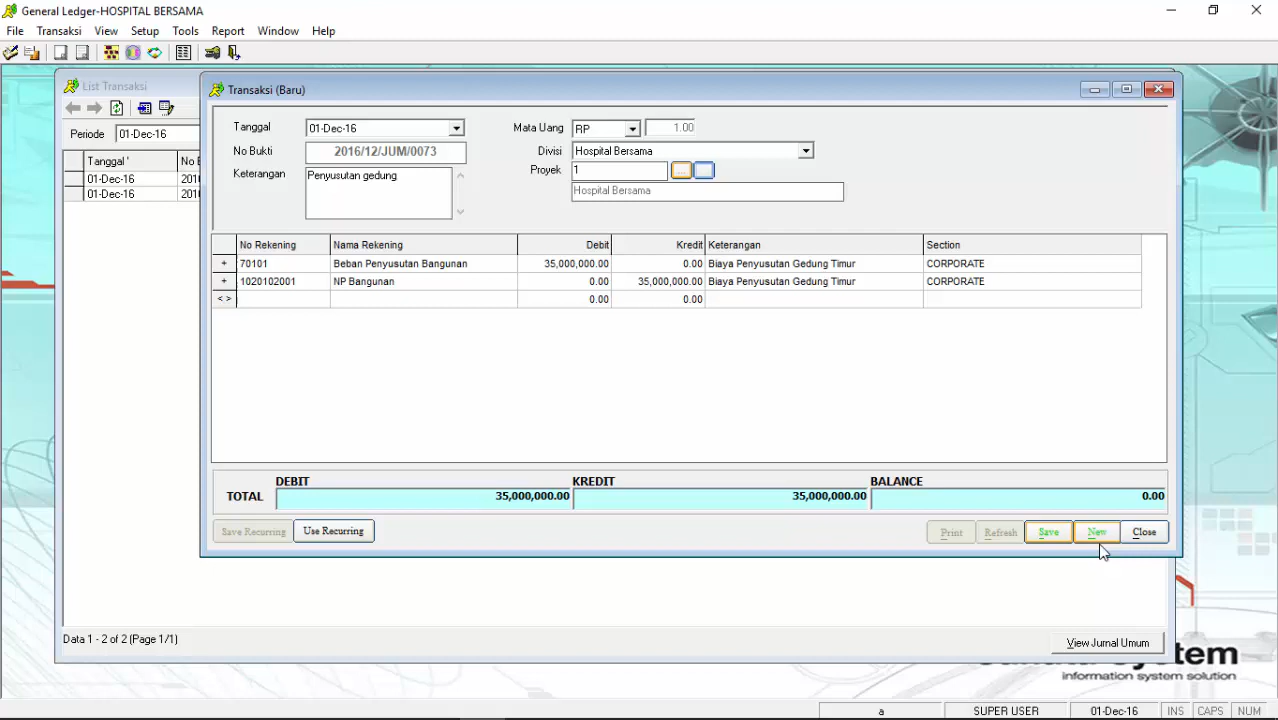 General Ledger-HOSPITAL BERSAMA
File Transaksi View Setup Tools Report Window Help
List Transaksi
Periode 01-Dec-16
Tanggal ' No B
01-Dec-16 201
01-Dec-16 201
Transaksi (Baru)
Tanggal 01-Dec-16 Mata Uang RP 1.00
No Bukti 2016/12/JUM/0073 Divisi Hospital Bersama
Keterangan Penyusutan gedung Proyek 1 ...
Hospital Bersama
No Rekening Nama Rekening Debit Kredit Keterangan Section
+ 70101 Beban Penyusutan Bangunan 35,000,000.00 0.00 Biaya Penyusutan Gedung Timur CORPORATE
+ 1020102001 NP Bangunan 0.00 35,000,000.00 Biaya Penyusutan Gedung Timur CORPORATE
<> 0.00 0.00
DEBIT KREDIT BALANCE
TOTAL 35,000,000.00 35,000,000.00 0.00
Save Recurring Use Recurring Print Refresh Save New Close
Data 1 - 2 of 2 (Page 1/1)
View Jurnal Umum
tem
information system solution
a SUPER USER 01-Dec-16 INS CAPS NUM